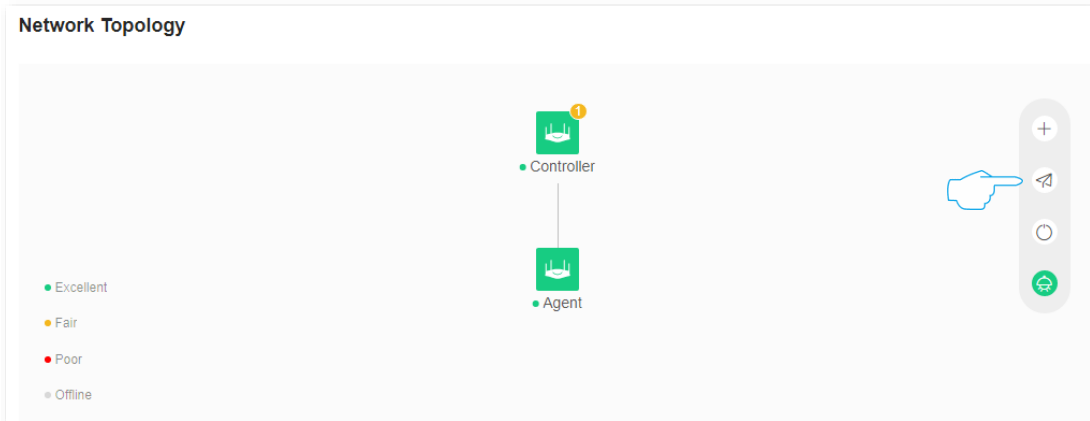 Network Topology
1
Controller
Agent
Excellent
Fair
Poor
Offline